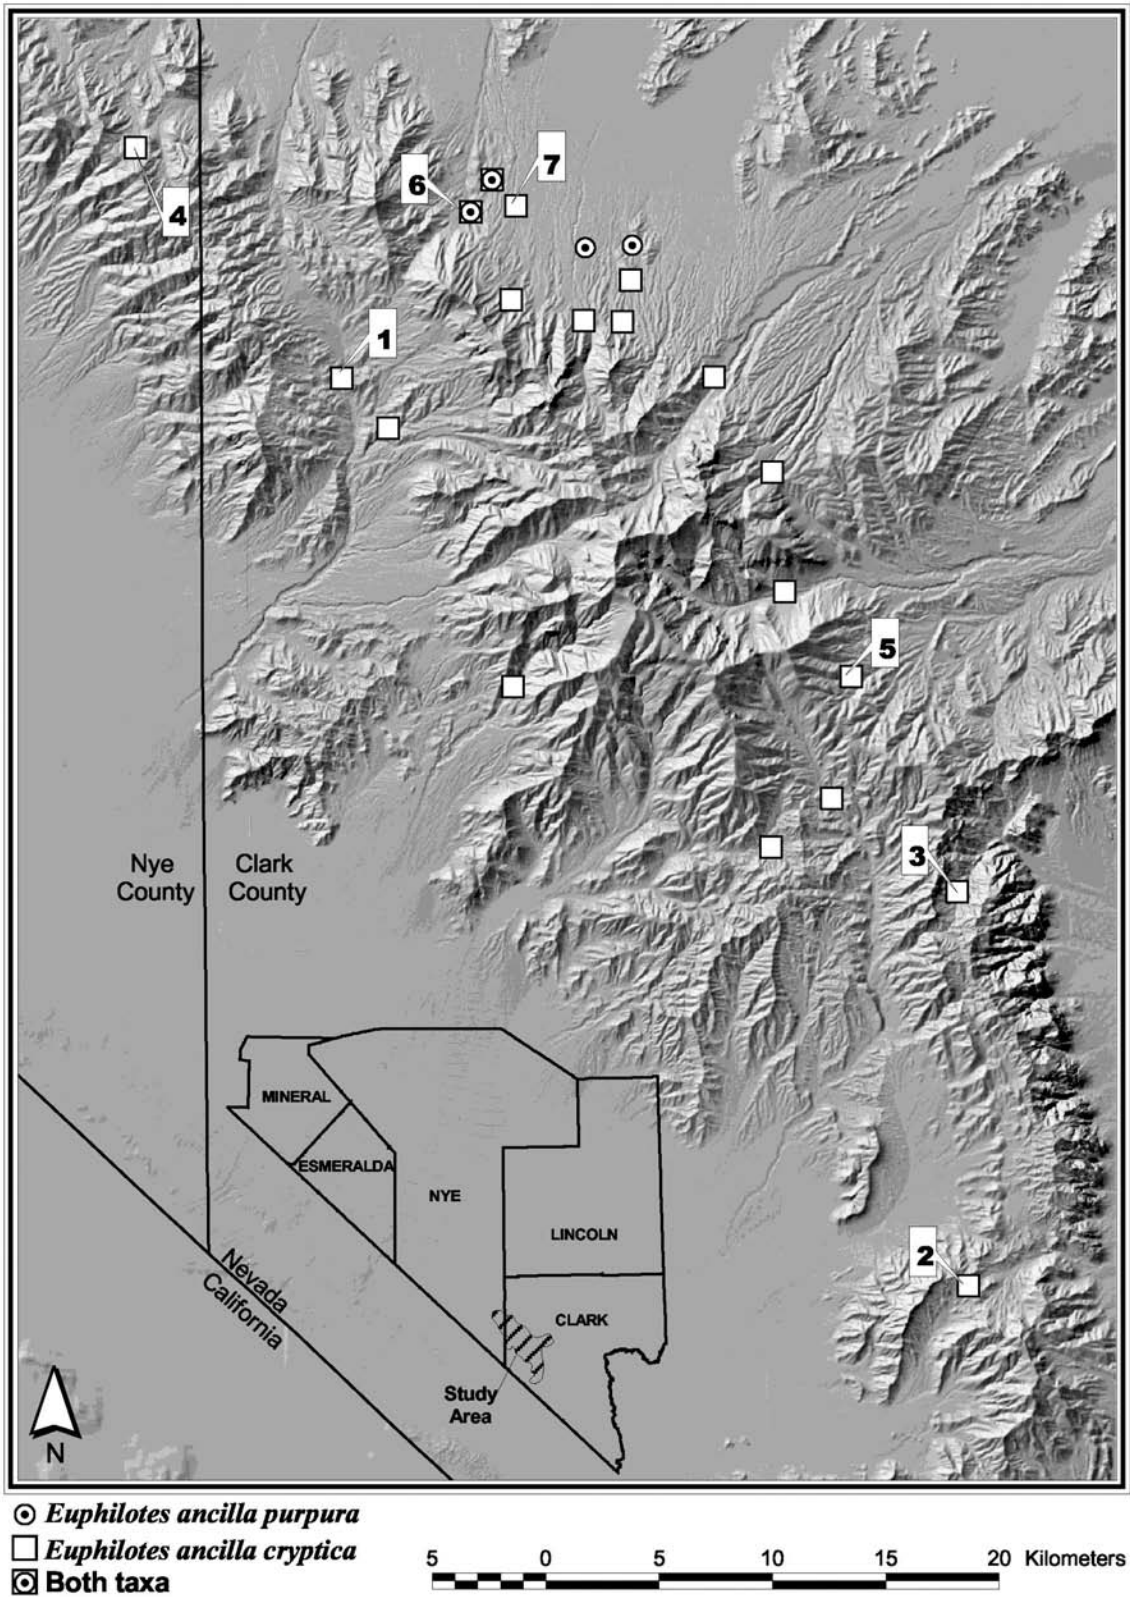 7
6
4
1
5
3
Nye
County
Clark
County
MINERAL
ESMERALDA
NYE
LINCOLN
2
Nevada
California
CLARK
Study
Area
N
Euphilotes ancilla purpura
Euphilotes ancilla cryptica
Both taxa
5 0 5 10 15 20 Kilometers